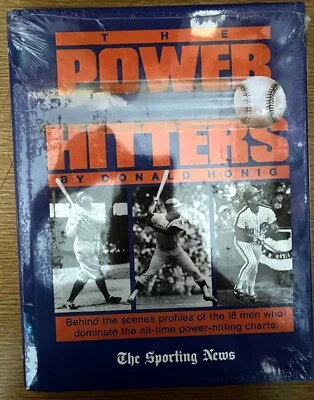 THE
POWER
HITTERS
BY DONALD HONIG
Behind the scenes profiles of the 18 men who
dominate the all-time power-hitting charts.
The Sporting News